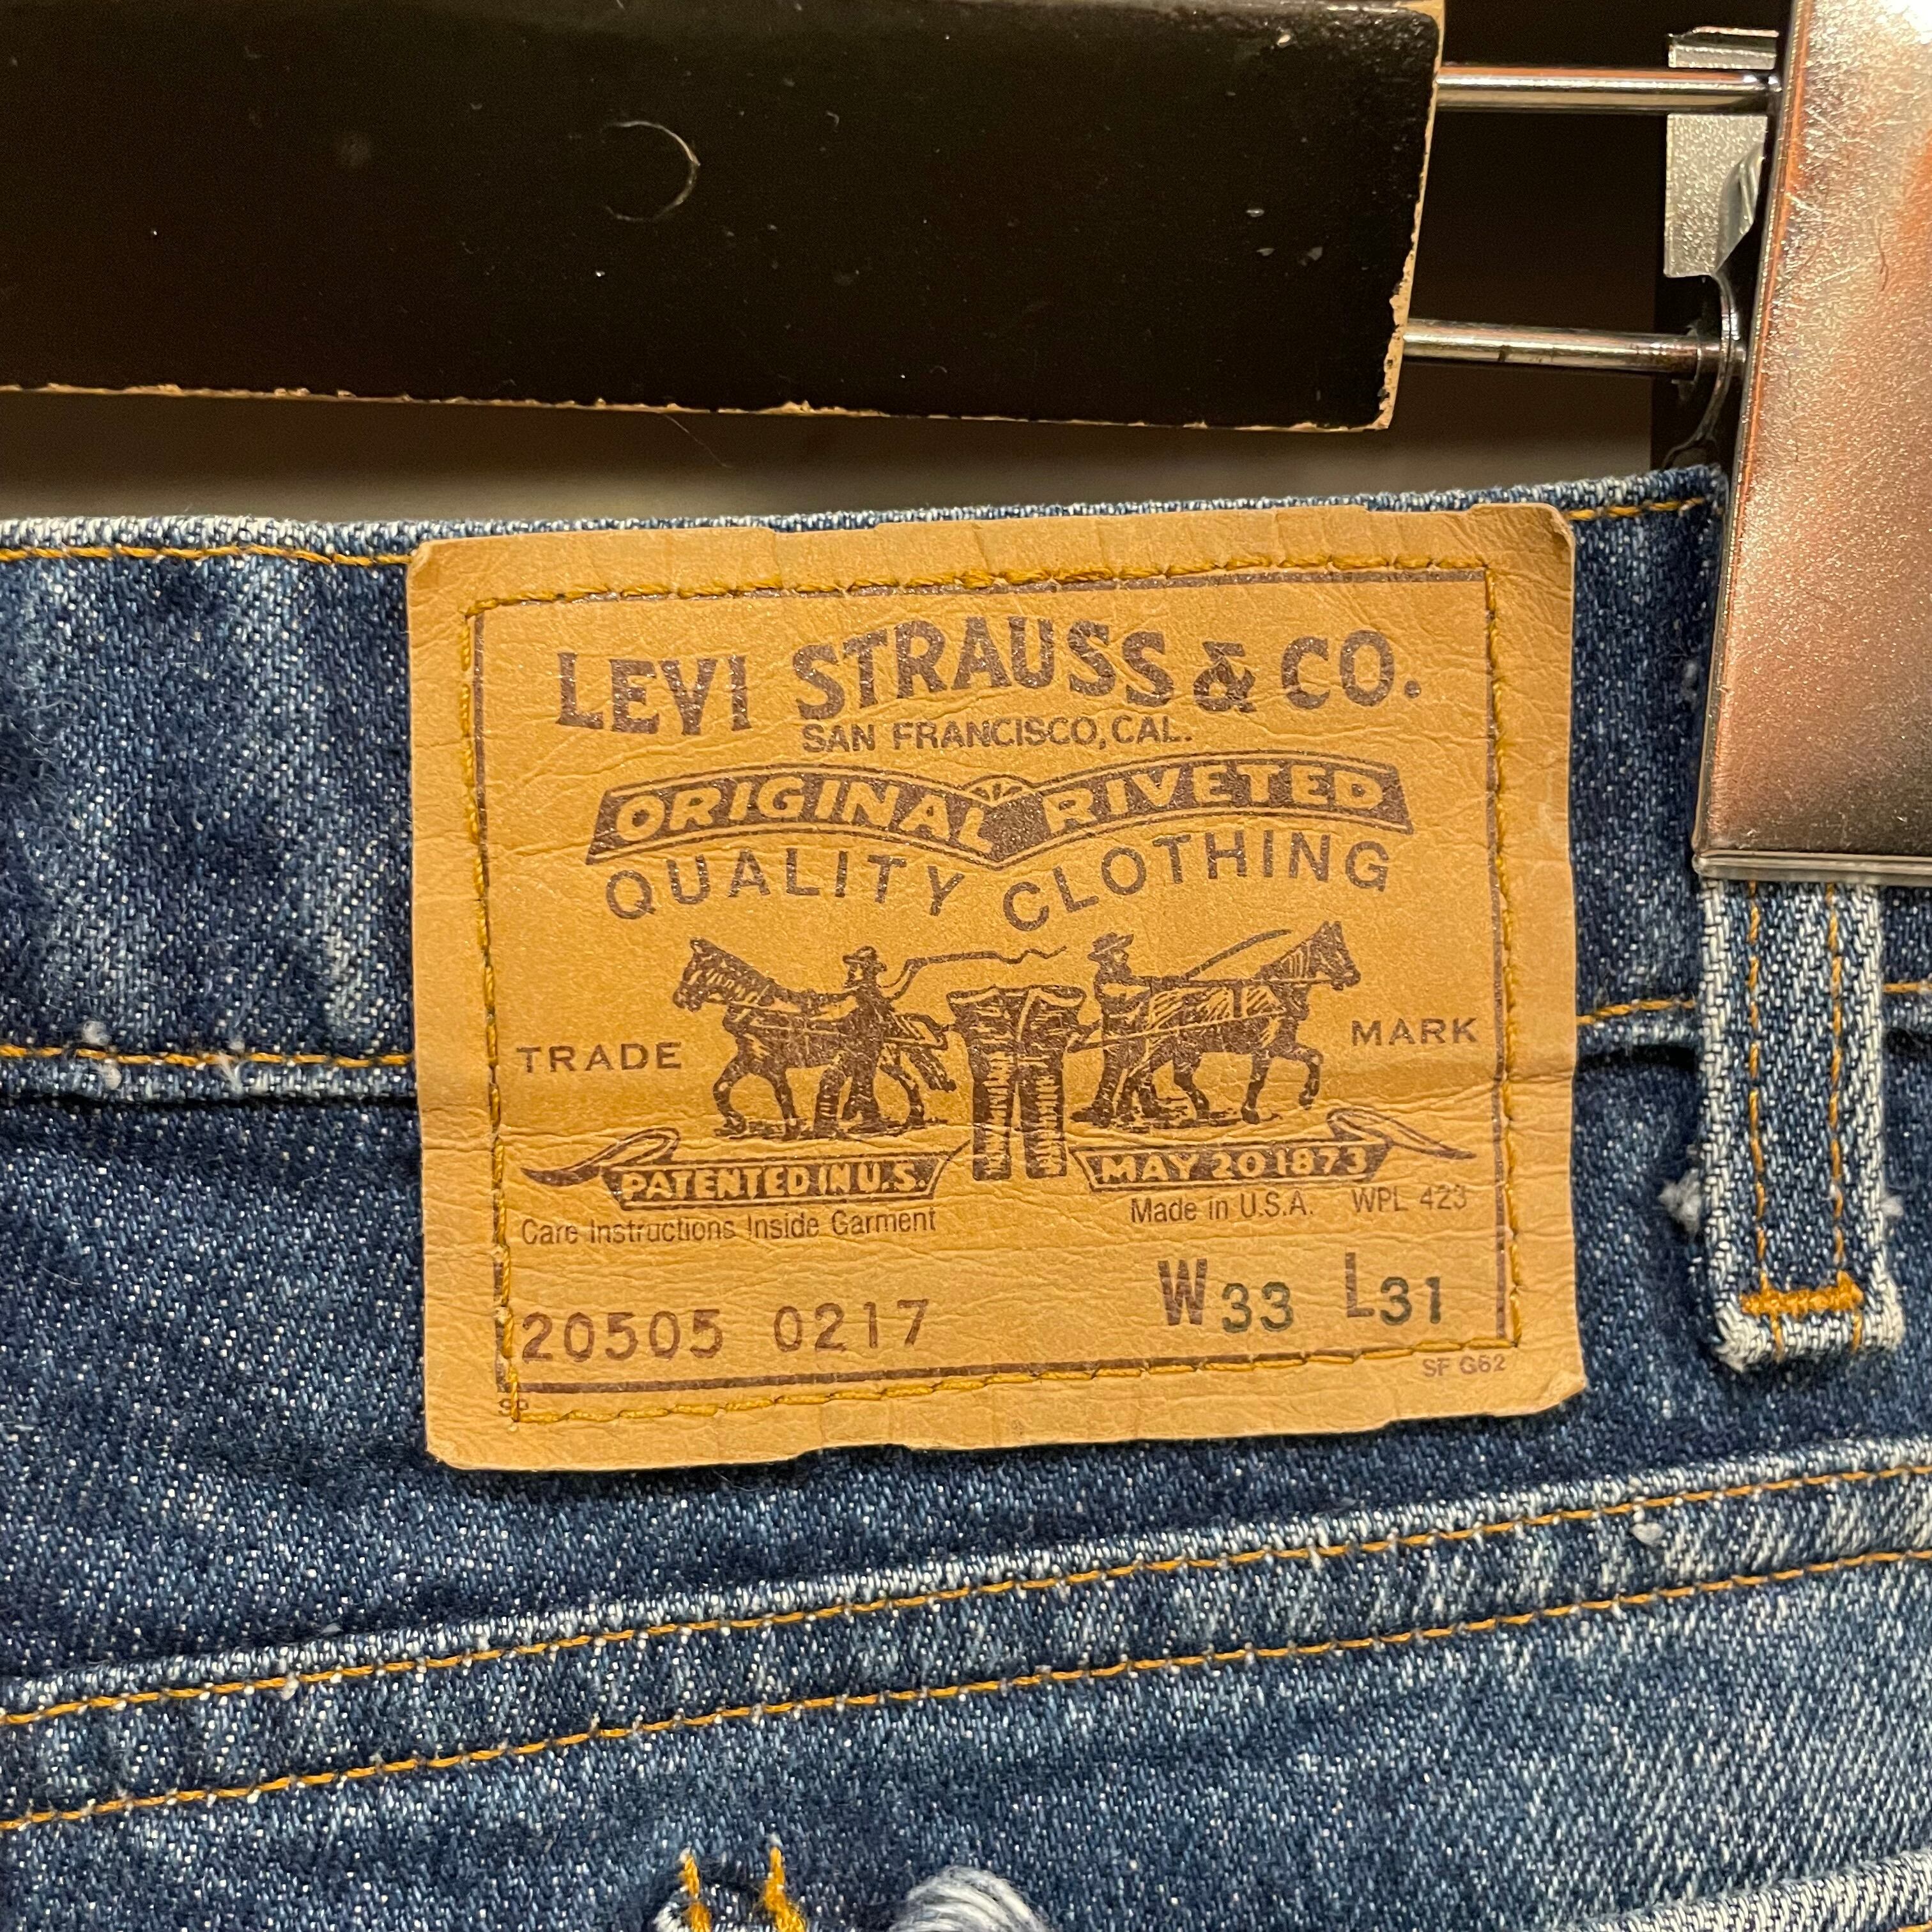 LEVI STRAUSS & CO.
SAN FRANCISCO, CAL.
ORIGINAL RIVETED
QUALITY CLOTHING
TRADE MARK
PATENTED IN U.S. MAY 20 1873
Care Instructions Inside Garment Made in U.S.A. WPL 423
20505 0217 W33 L31
SP SF G62